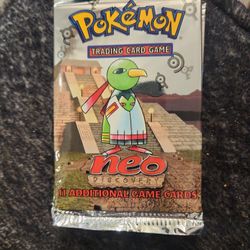 POKéMON
TRADING CARD GAME
neo
DISCOVERY
11 ADDITIONAL GAME CARDS